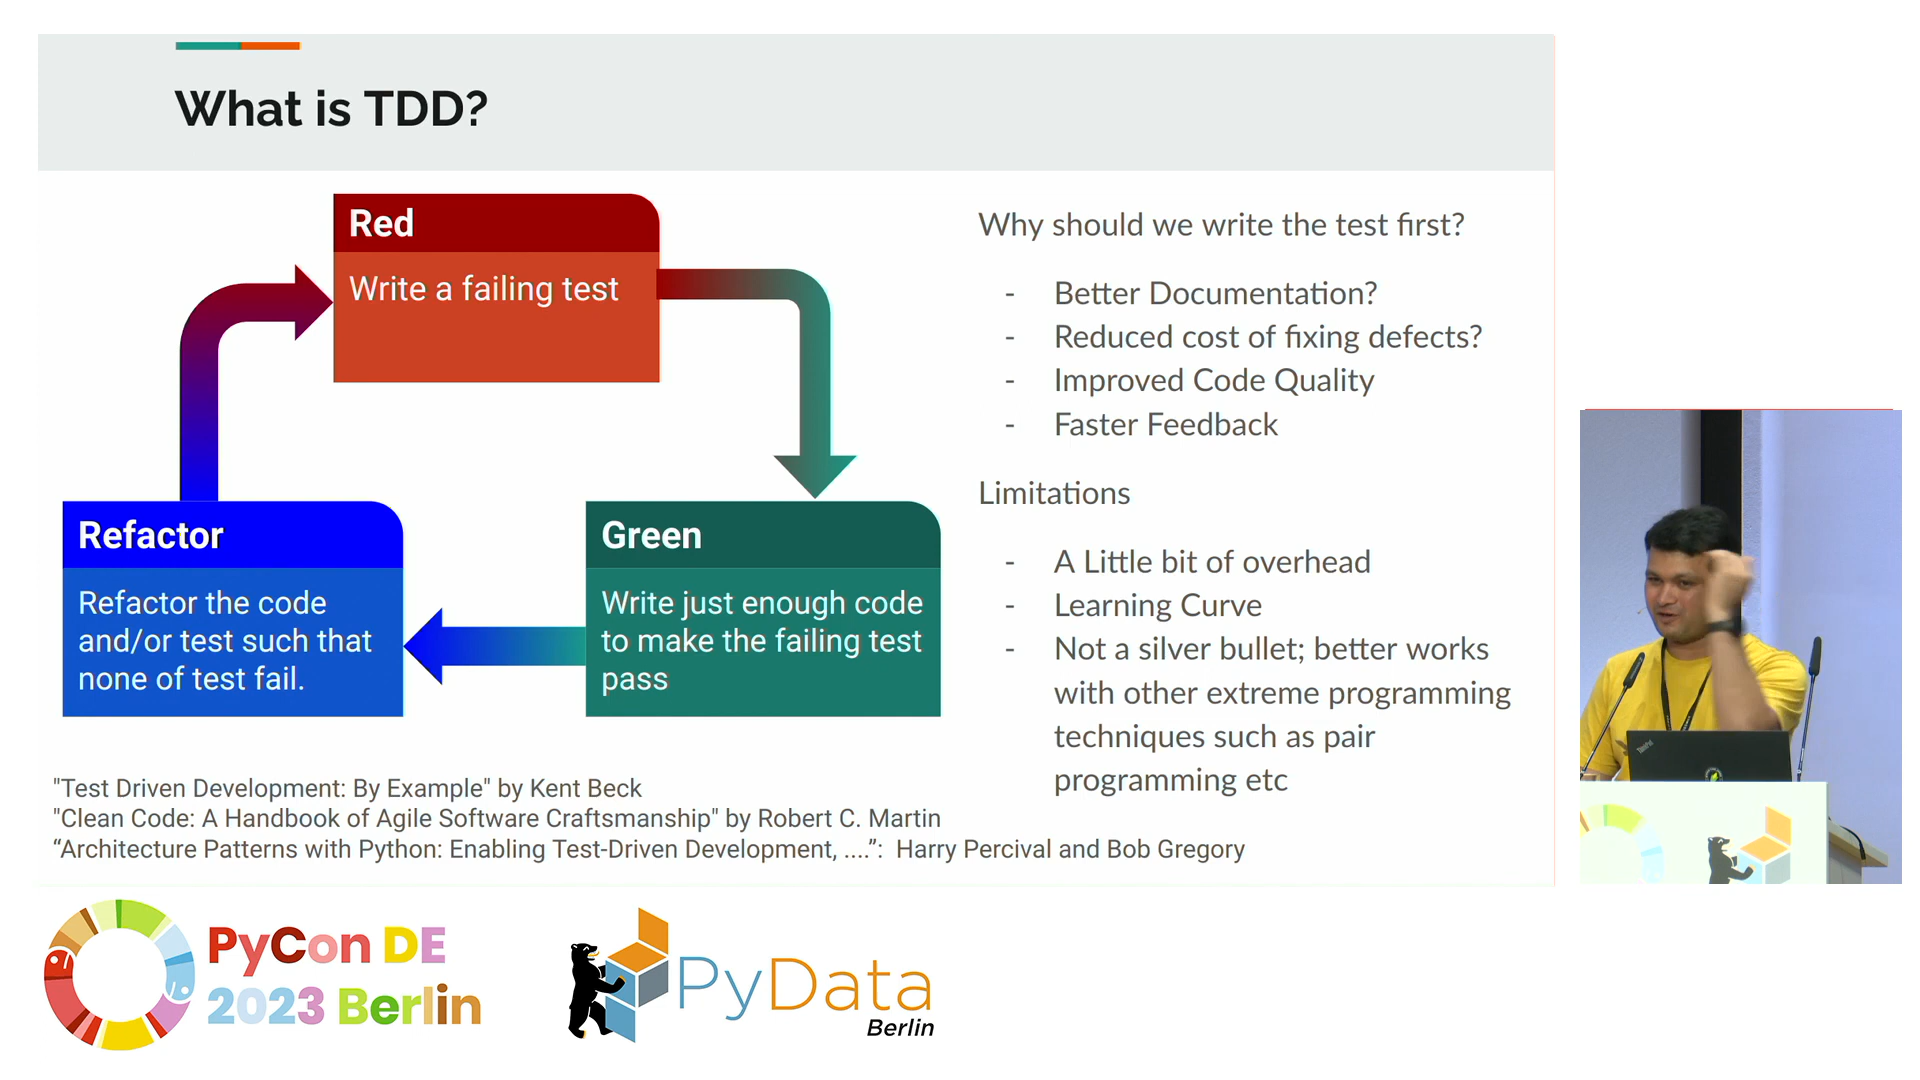 What is TDD?
Red
Write a failing test
Green
Write just enough code
to make the failing test
pass
Refactor
Refactor the code
and/or test such that
none of test fail.
Why should we write the test first?
- Better Documentation?
- Reduced cost of fixing defects?
- Improved Code Quality
- Faster Feedback
Limitations
- A Little bit of overhead
- Learning Curve
- Not a silver bullet; better works
with other extreme programming
techniques such as pair
programming etc
"Test Driven Development: By Example" by Kent Beck
"Clean Code: A Handbook of Agile Software Craftsmanship" by Robert C. Martin
“Architecture Patterns with Python: Enabling Test-Driven Development, ....”: Harry Percival and Bob Gregory
PyCon DE
2023 Berlin
PyData
Berlin